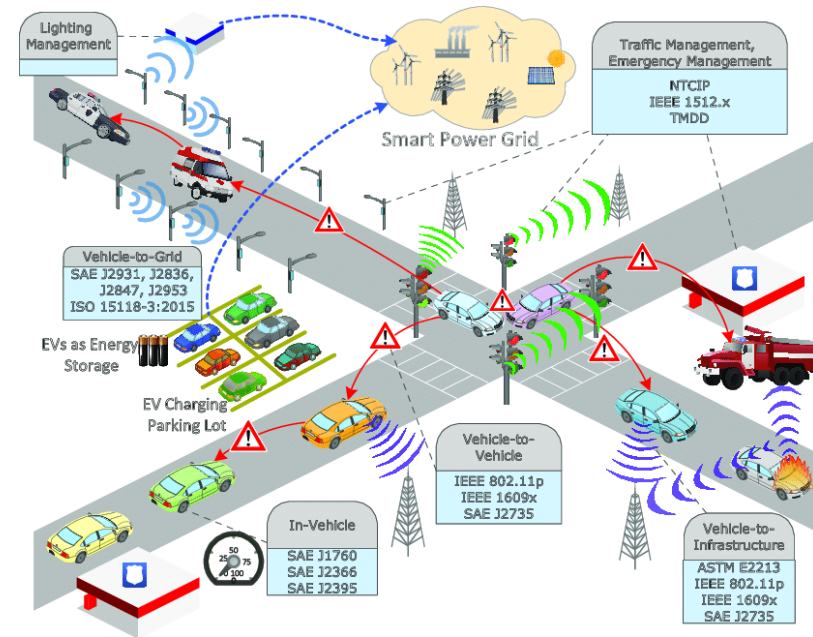 Lighting
Management
Smart Power Grid
Traffic Management,
Emergency Management
NTCIP
IEEE 1512.x
TMDD
Vehicle-to-Grid
SAE J2931, J2836,
J2847, J2953
ISO 15118-3:2015
EVs as Energy
Storage
EV Charging
Parking Lot
Vehicle-to-
Vehicle
IEEE 802.11p
IEEE 1609x
SAE J2735
In-Vehicle
SAE J1760
SAE J2366
SAE J2395
0
25
50
75
100
Vehicle-to-
Infrastructure
ASTM E2213
IEEE 802.11p
IEEE 1609x
SAE J2735
!
!
!
!
!
!